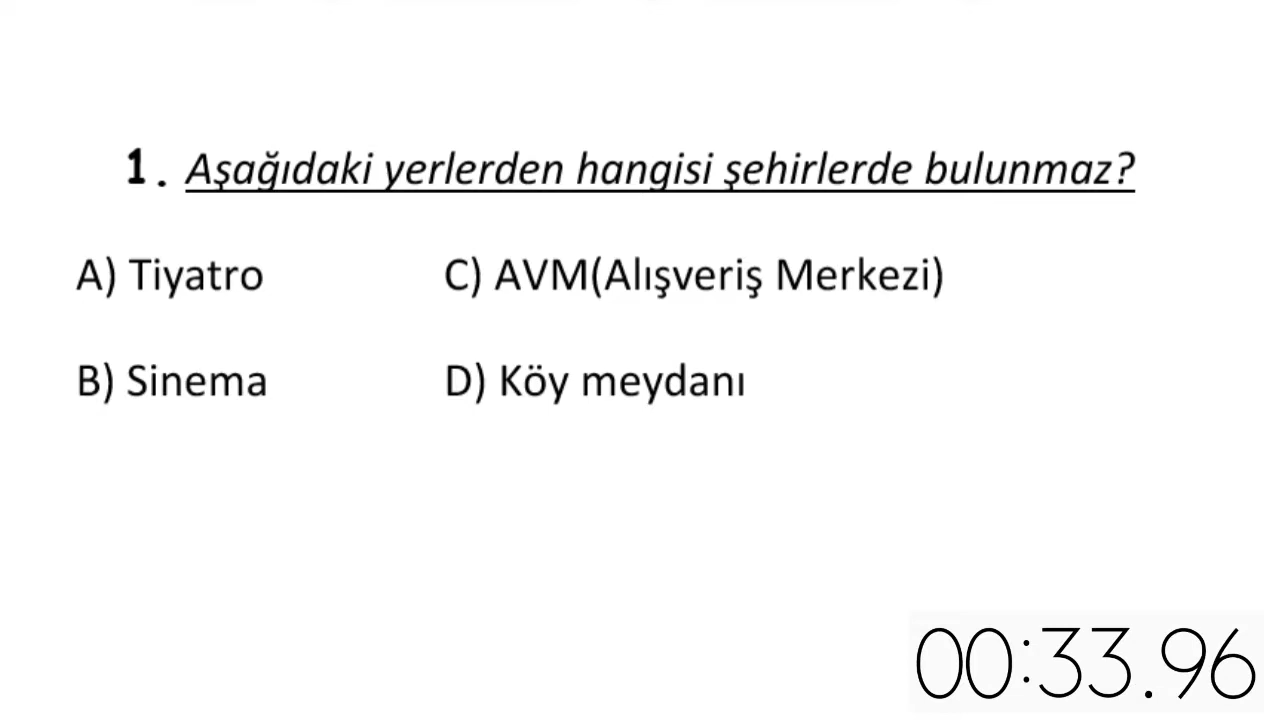 1. Aşağıdaki yerlerden hangisi şehirlerde bulunmaz?
A) Tiyatro C) AVM(Alışveriş Merkezi)
B) Sinema D) Köy meydanı
00:33.96